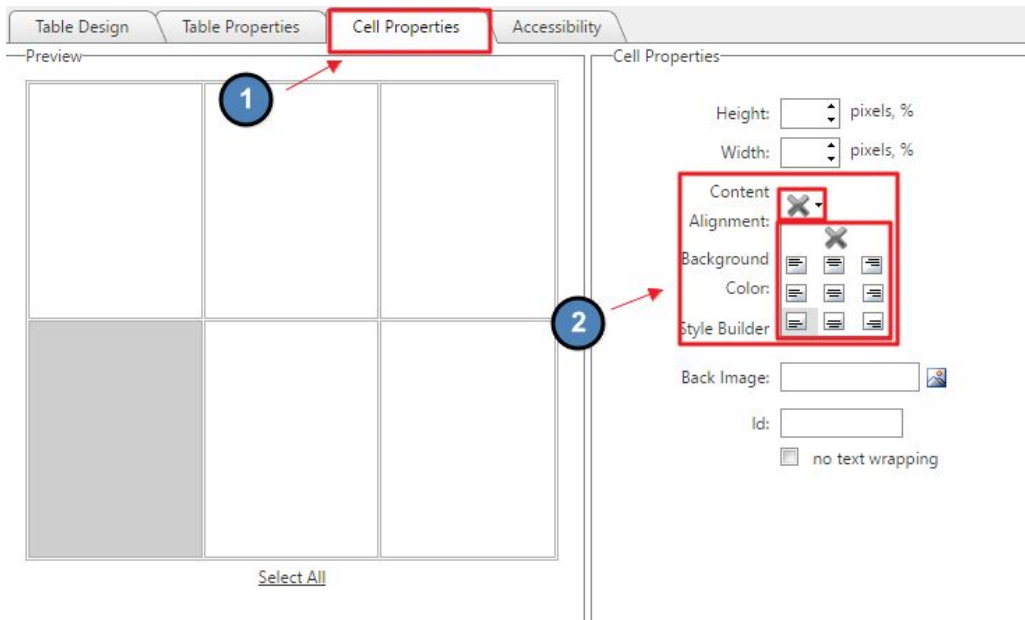 Table Design
Table Properties
Cell Properties
Accessibility
Preview
1
Select All
Cell Properties
Height:
pixels, %
Width:
pixels, %
Content
Alignment:
Background
Color:
2
Style Builder
Back Image:
Id:
no text wrapping